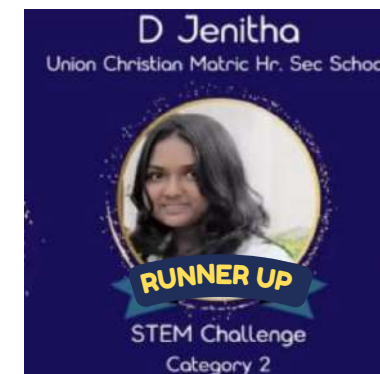 D Jenitha
Union Christian Matric Hr. Sec School
RUNNER UP
STEM Challenge
Category 2